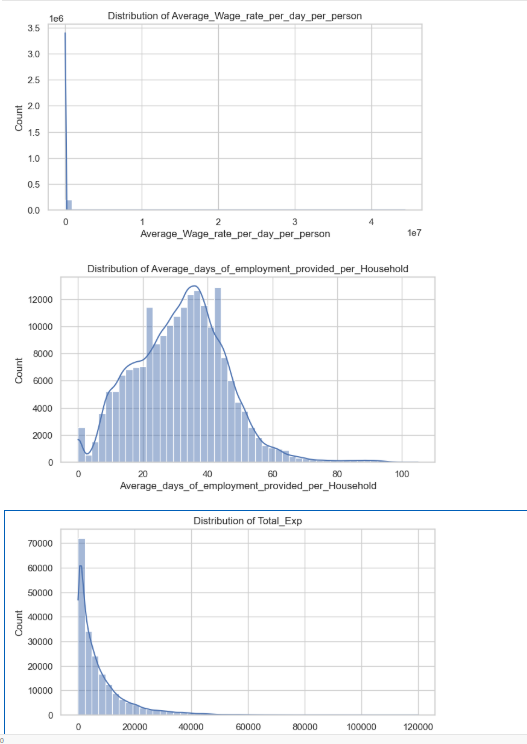 Distribution of Average_Wage_rate_per_day_per_person
1e6
3.5
3.0
2.5
2.0
1.5
1.0
0.5
0.0
Count
0 1 2 3 4
Average_Wage_rate_per_day_per_person
1e7
Distribution of Average_days_of_employment_provided_per_Household
12000
10000
8000
6000
4000
2000
0
Count
0 20 40 60 80 100
Average_days_of_employment_provided_per_Household
Distribution of Total_Exp
70000
60000
50000
40000
30000
20000
10000
0
Count
0 20000 40000 60000 80000 100000 120000
0